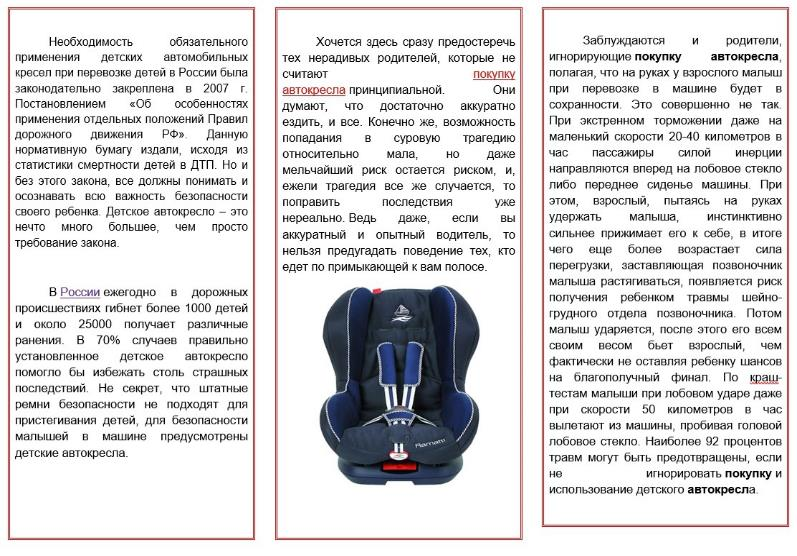 Необходимость обязательного
применения детских автомобильных
кресел при перевозке детей в России была
законодательно закреплена в 2007 г.
Постановлением «Об особенностях
применения отдельных положений Правил
дорожного движения РФ». Данную
нормативную бумагу издали, исходя из
статистики смертности детей в ДТП. Но и
без этого закона, все должны понимать и
осознавать всю важность безопасности
своего ребенка. Детское автокресло – это
нечто много большее, чем просто
требование закона.
В России ежегодно в дорожных
происшествиях гибнет более 1000 детей
и около 25000 получает различные
ранения. В 70% случаев правильно
установленное детское автокресло
помогло бы избежать столь страшных
последствий. Не секрет, что штатные
ремни безопасности не подходят для
пристегивания детей, для безопасности
малышей в машине предусмотрены
детские автокресла.
Хочется здесь сразу предостеречь
тех нерадивых родителей, которые не
считают покупку
автокресла принципиальной. Они
думают, что достаточно аккуратно
ездить, и все. Конечно же, возможность
попадания в суровую трагедию
относительно мала, но даже
мельчайший риск остается риском, и,
ежели трагедия все же случается, то
поправить последствия уже
нереально. Ведь даже, если вы
аккуратный и опытный водитель, то
нельзя предугадать поведение тех, кто
едет по примыкающей к вам полосе.
Ramatti
Заблуждаются и родители,
игнорирующие покупку автокресла,
полагая, что на руках у взрослого малыш
при перевозке в машине будет в
сохранности. Это совершенно не так.
При экстренном торможении даже на
маленький скорости 20-40 километров в
час пассажиры силой инерции
направляются вперед на лобовое стекло
либо переднее сиденье машины. При
этом, взрослый, пытаясь на руках
удержать малыша, инстинктивно
сильнее прижимает его к себе, в итоге
чего еще более возрастает сила
перегрузки, заставляющая позвоночник
малыша растягиваться, появляется риск
получения ребенком травмы шейно-
грудного отдела позвоночника. Потом
малыш ударяется, после этого его всем
своим весом бьет взрослый, чем
фактически не оставляя ребенку шансов
на благополучный финал. По краш-
тестам малыши при лобовом ударе даже
при скорости 50 километров в час
вылетают из машины, пробивая головой
лобовое стекло. Наиболее 92 процентов
травм могут быть предотвращены, если
не игнорировать покупку и
использование детского автокресла.